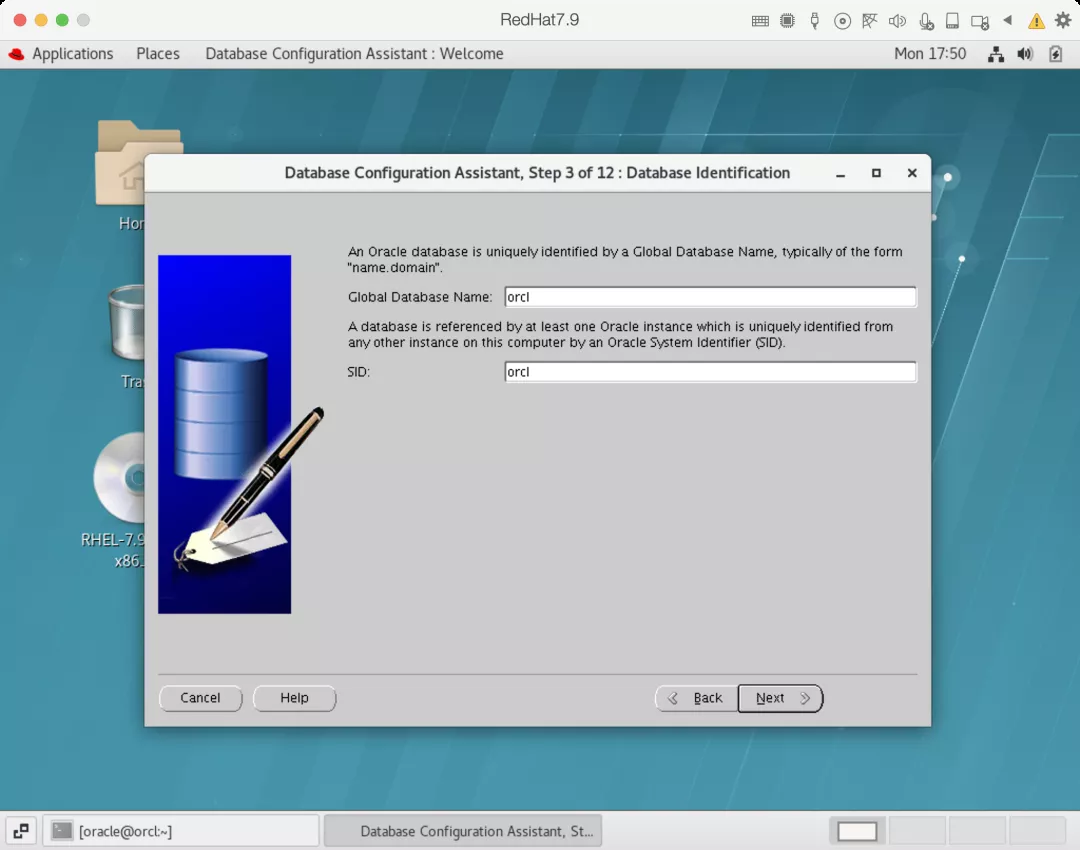 RedHat7.9
Applications Places Database Configuration Assistant : Welcome Mon 17:50
Database Configuration Assistant, Step 3 of 12 : Database Identification
An Oracle database is uniquely identified by a Global Database Name, typically of the form
"name.domain".
Global Database Name: orcl
A database is referenced by at least one Oracle instance which is uniquely identified from
any other instance on this computer by an Oracle System Identifier (SID).
SID: orcl
Hor
Tra
RHEL-7.9
x86_
Cancel Help Back Next
[oracle@orcl:~] Database Configuration Assistant, St...